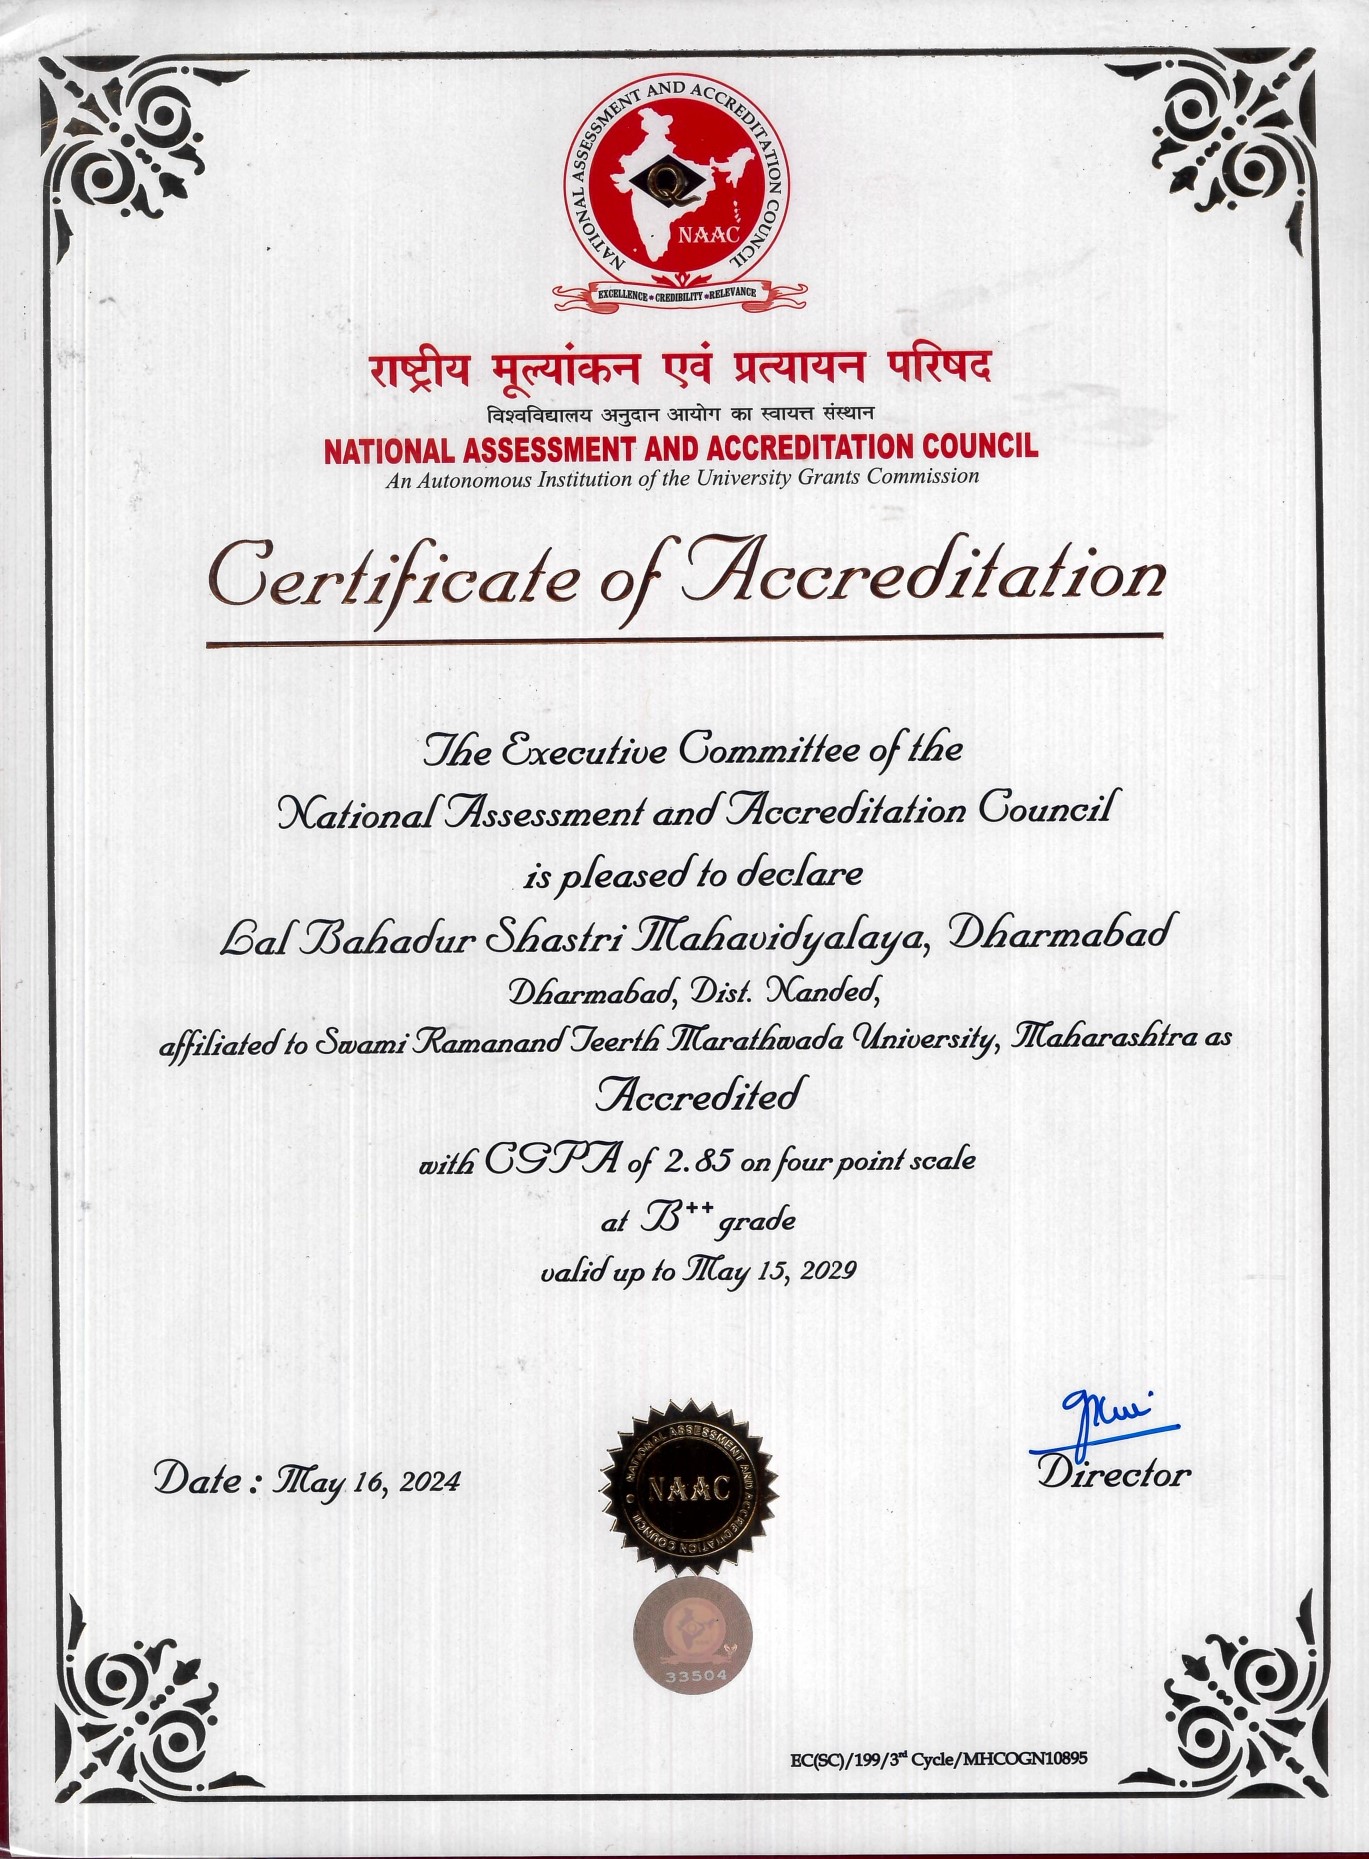 NATIONAL ASSESSMENT AND ACCREDITATION COUNCIL
Q
NAAC
EXCELLENCE ★ CREDIBILITY ★ RELEVANCE
राष्ट्रीय मूल्यांकन एवं प्रत्यायन परिषद
विश्वविद्यालय अनुदान आयोग का स्वायत्त संस्थान
NATIONAL ASSESSMENT AND ACCREDITATION COUNCIL
An Autonomous Institution of the University Grants Commission
Certificate of Accreditation
The Executive Committee of the
National Assessment and Accreditation Council
is pleased to declare
Lal Bahadur Shastri Mahavidyalaya, Dharmabad
Dharmabad, Dist. Nanded,
affiliated to Swami Ramanand Teerth Marathwada University, Maharashtra as
Accredited
with CGPA of 2.85 on four point scale
at B++ grade
valid up to May 15, 2029
Date : May 16, 2024
Director
NATIONAL ASSESSMENT AND ACCREDITATION COUNCIL
NAAC
33504
EC(SC)/199/3rd Cycle/MHCOGN10895